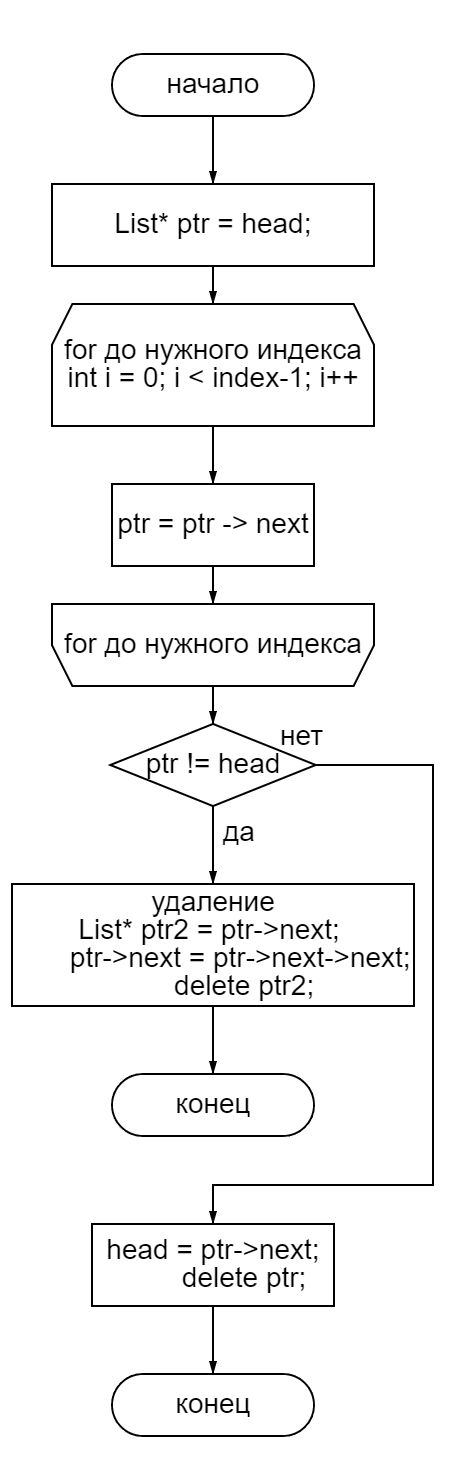 начало
List* ptr = head;
for до нужного индекса
int i = 0; i < index-1; i++
ptr = ptr -> next
for до нужного индекса
нет
ptr != head
да
удаление
List* ptr2 = ptr->next;
ptr->next = ptr->next->next;
delete ptr2;
конец
head = ptr->next;
delete ptr;
конец